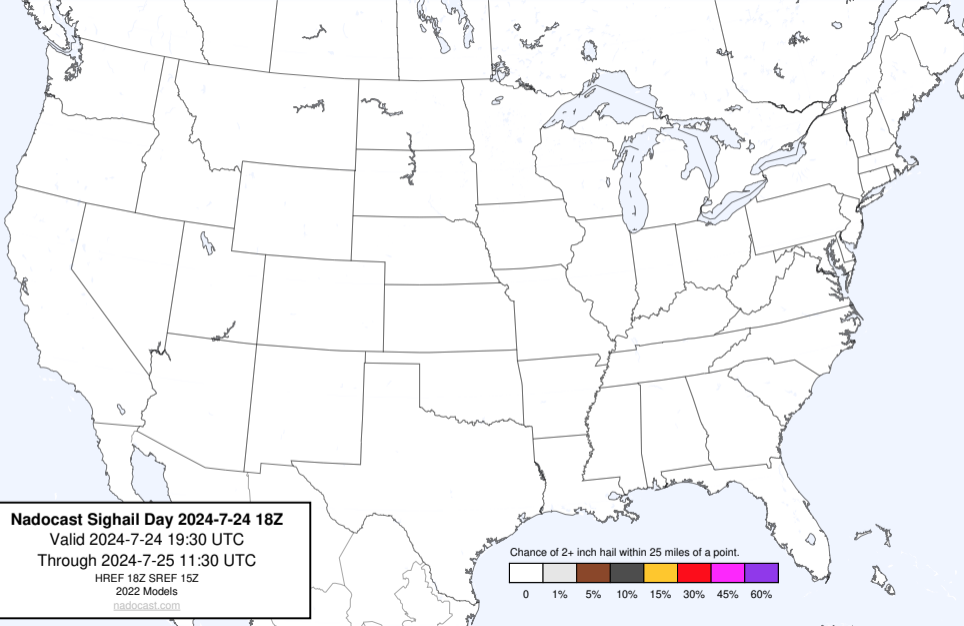 Nadocast Sighail Day 2024-7-24 18Z
Valid 2024-7-24 19:30 UTC
Through 2024-7-25 11:30 UTC
HREF 18Z SREF 15Z
2022 Models
nadocast.com
Chance of 2+ inch hail within 25 miles of a point.
0 1% 5% 10% 15% 30% 45% 60%